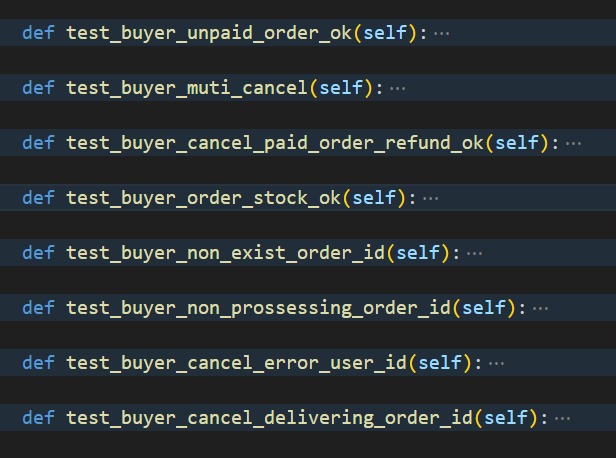 def test_buyer_unpaid_order_ok(self): ···
def test_buyer_muti_cancel(self): ···
def test_buyer_cancel_paid_order_refund_ok(self): ···
def test_buyer_order_stock_ok(self): ···
def test_buyer_non_exist_order_id(self): ···
def test_buyer_non_prossessing_order_id(self): ···
def test_buyer_cancel_error_user_id(self): ···
def test_buyer_cancel_delivering_order_id(self): ···